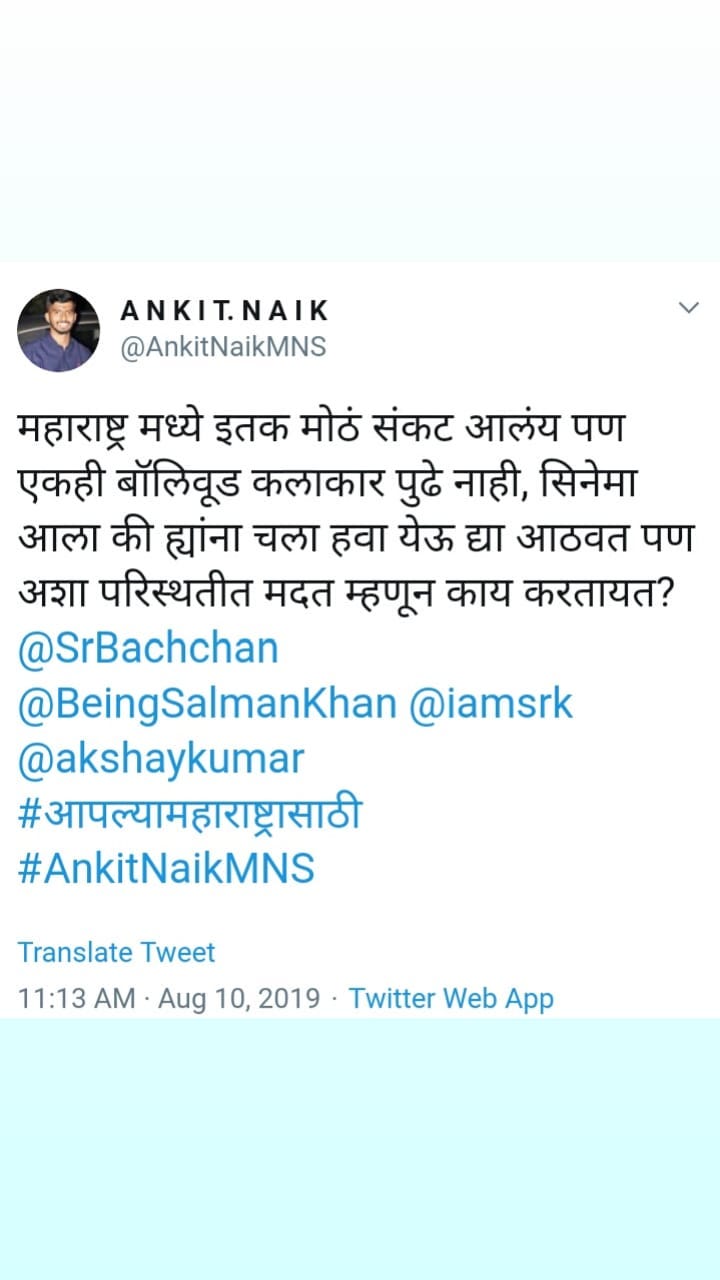 ANKIT.NAIK
@AnkitNaikMNS
महाराष्ट्र मध्ये इतक मोठं संकट आलंय पण
एकही बॉलिवूड कलाकार पुढे नाही, सिनेमा
आला की ह्यांना चला हवा येऊ द्या आठवत पण
अशा परिस्थतीत मदत म्हणून काय करतायत?
@SrBachchan
@BeingSalmanKhan @iamsrk
@akshaykumar
#आपल्यामहाराष्ट्रासाठी
#AnkitNaikMNS
Translate Tweet
11:13 AM · Aug 10, 2019 · Twitter Web App